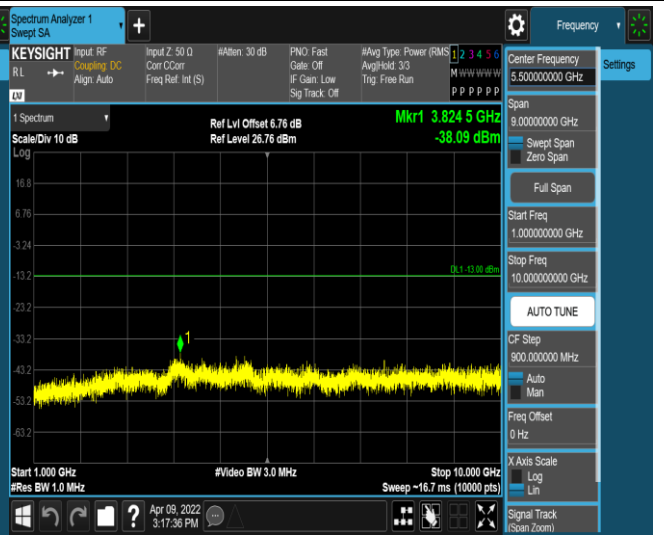 Spectrum Analyzer 1
Swept SA
+
Frequency
KEYSIGHT
RL
LXI
Input: RF
Coupling: DC
Align: Auto
Input Z: 50 Ω
Corr CCorr
Freq Ref: Int (S)
#Atten: 30 dB
PNO: Fast
Gate: Off
IF Gain: Low
Sig Track: Off
#Avg Type: Power (RMS
Avg|Hold: 3/3
Trig: Free Run
1 2 3 4 5 6
M W W W W W
P P P P P P
Settings
1 Spectrum
Scale/Div 10 dB
Log
Ref Lvl Offset 6.76 dB
Ref Level 26.76 dBm
Mkr1 3.824 5 GHz
-38.09 dBm
16.8
6.76
-3.24
-13.2
-23.2
-33.2
-43.2
-53.2
-63.2
DL1 -13.00 dBm
1
Start 1.000 GHz
#Res BW 1.0 MHz
#Video BW 3.0 MHz
Stop 10.000 GHz
Sweep ~16.7 ms (10000 pts)
Center Frequency
5.500000000 GHz
Span
9.00000000 GHz
Swept Span
Zero Span
Full Span
Start Freq
1.000000000 GHz
Stop Freq
10.000000000 GHz
AUTO TUNE
CF Step
900.000000 MHz
Auto
Man
Freq Offset
0 Hz
X Axis Scale
Log
Lin
Signal Track
(Span Zoom)
?
Apr 09, 2022
3:17:36 PM